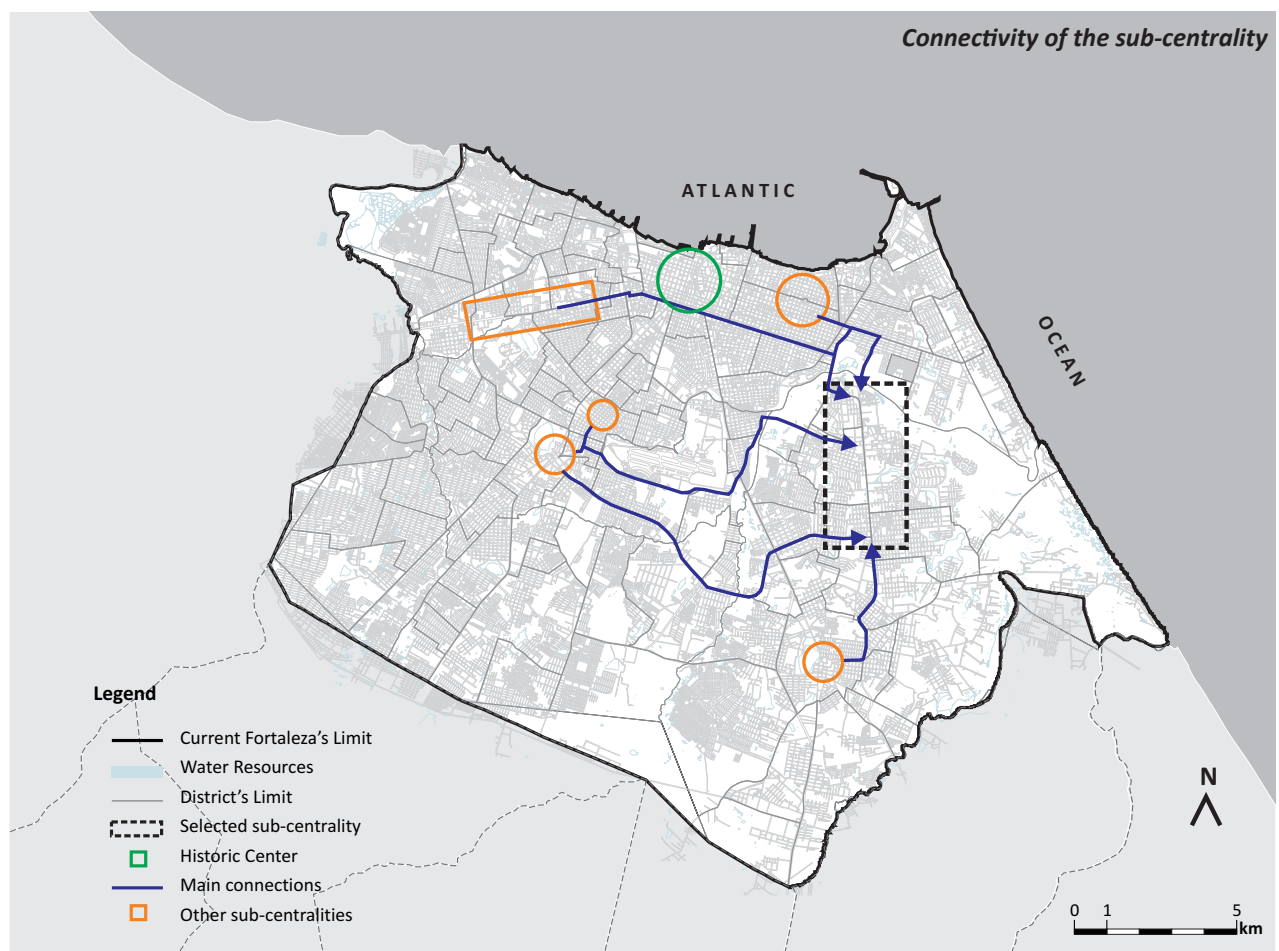 Connectivity of the sub-centrality
ATLANTIC
OCEAN
Legend
Current Fortaleza’s Limit
Water Resources
District’s Limit
Selected sub-centrality
Historic Center
Main connections
Other sub-centralities
N
0 1 5
km